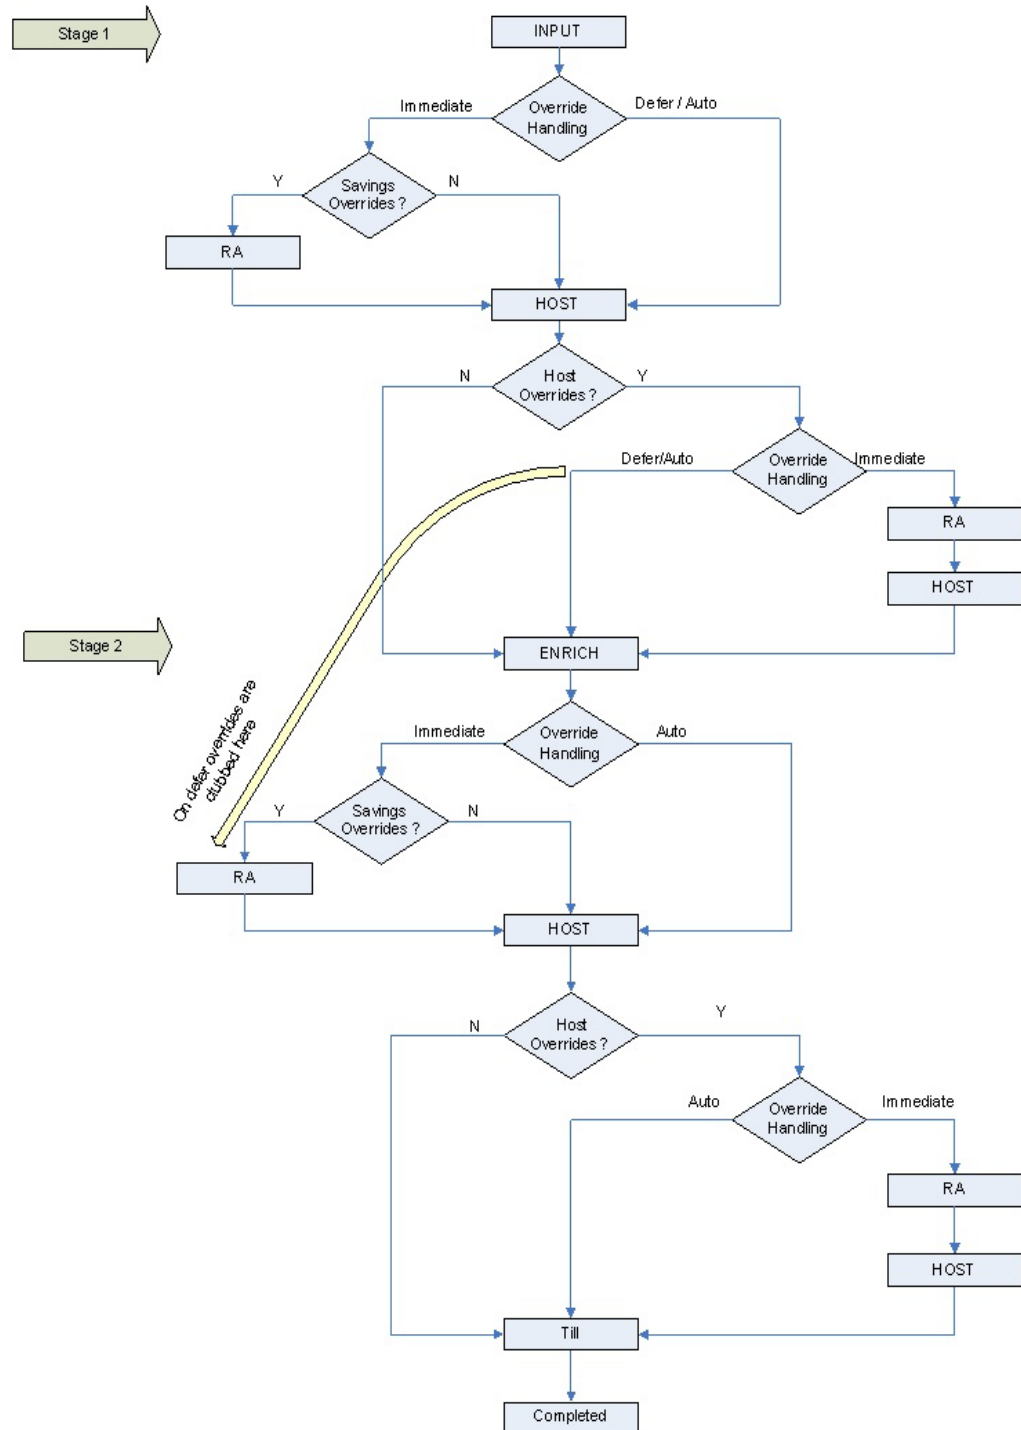 Stage 1
INPUT
Immediate
Override
Handling
Defer / Auto
Y
Savings
Overrides ?
N
RA
HOST
N
Host
Overrides ?
Y
Defer/Auto
Override
Handling
Immediate
RA
HOST
Stage 2
ENRICH
On defer overrides are
clubbed here
Immediate
Override
Handling
Auto
Y
Savings
Overrides ?
N
RA
HOST
N
Host
Overrides ?
Y
Auto
Override
Handling
Immediate
RA
HOST
Till
Completed